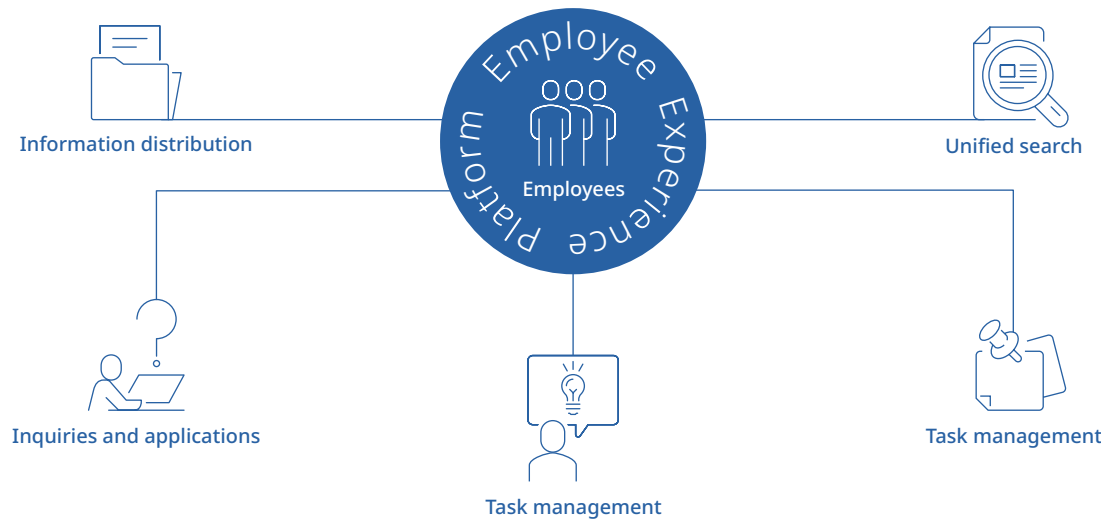 Employee Experience Platform
Employees
Information distribution
Unified search
Inquiries and applications
Task management
Task management